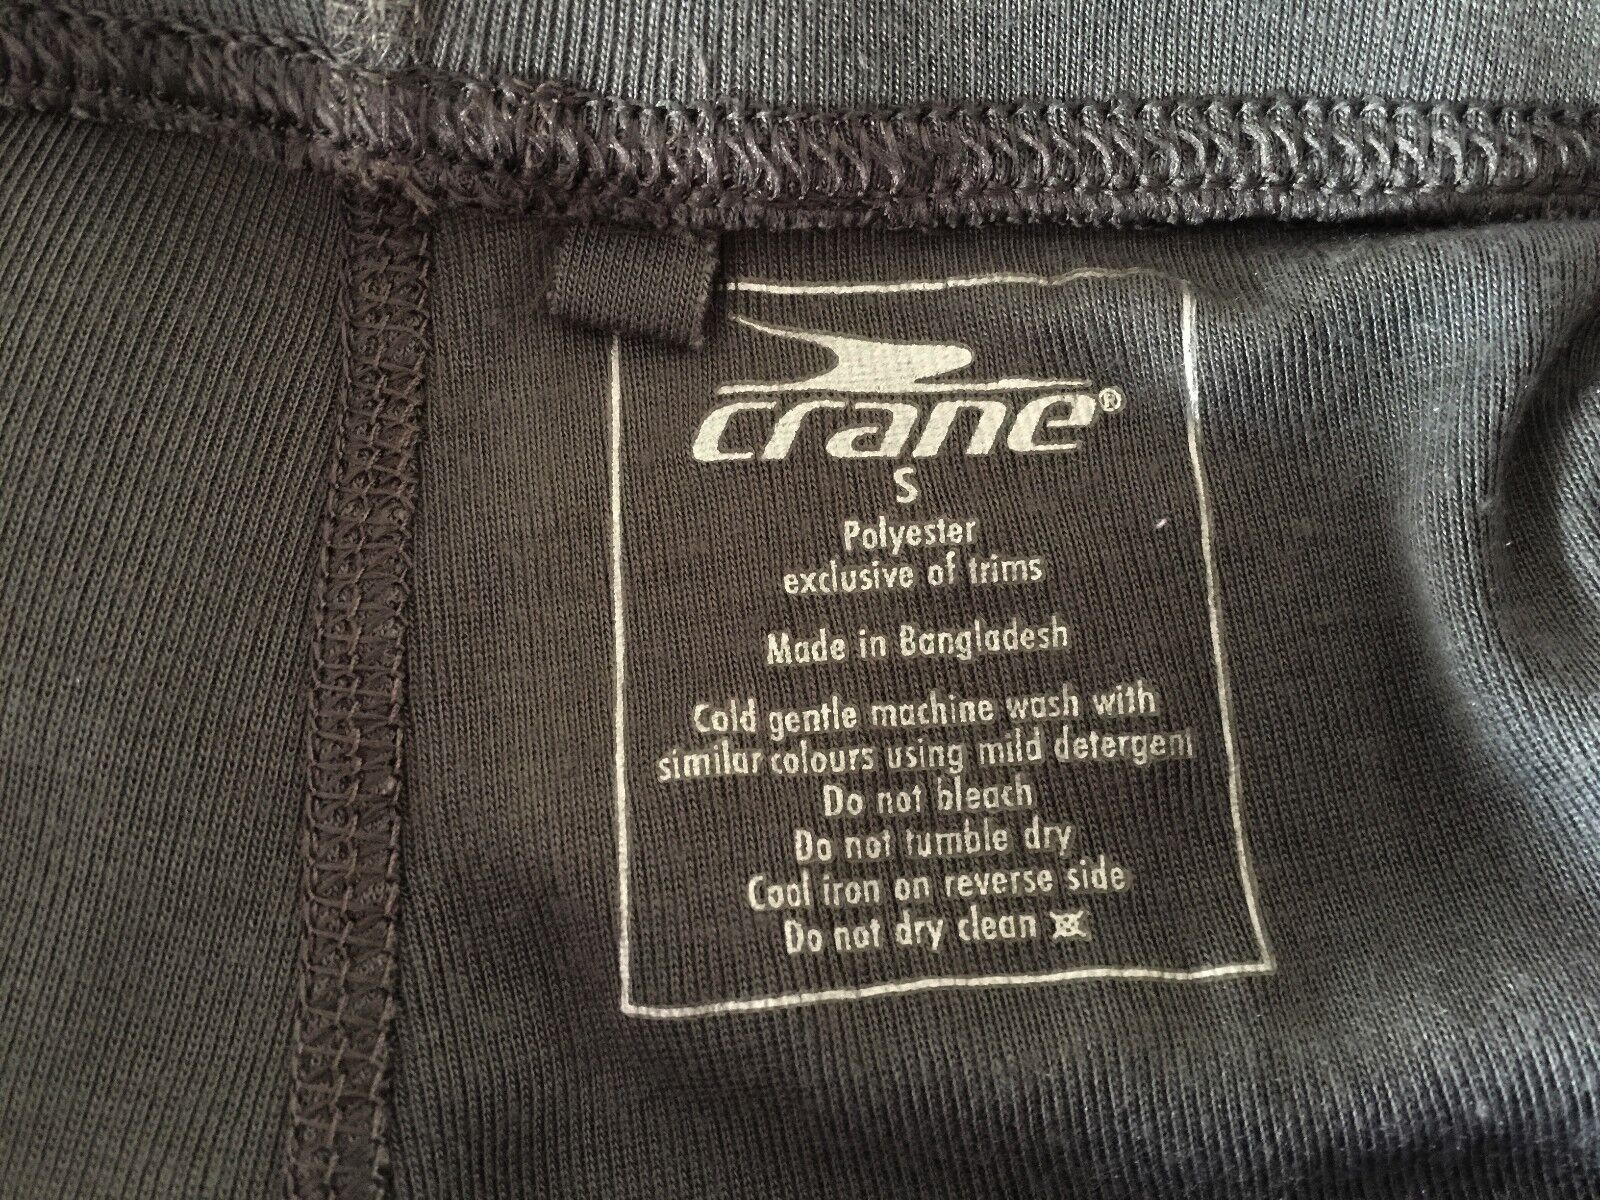 crane®
S
Polyester
exclusive of trims
Made in Bangladesh
Cold gentle machine wash with
similar colours using mild detergent
Do not bleach
Do not tumble dry
Cool iron on reverse side
Do not dry clean